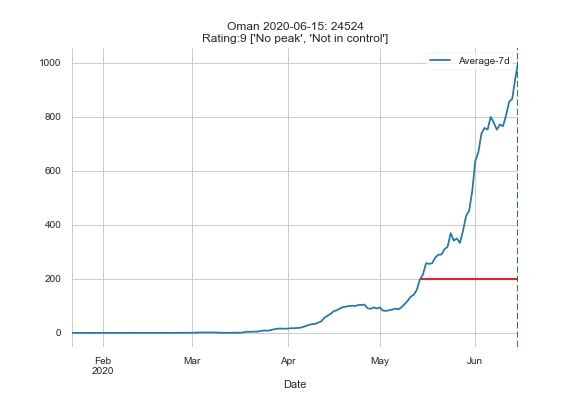 Oman 2020-06-15: 24524
Rating:9 ['No peak', 'Not in control']
Average-7d
1000
800
600
400
200
0
Feb
2020
Mar
Apr
May
Jun
Date